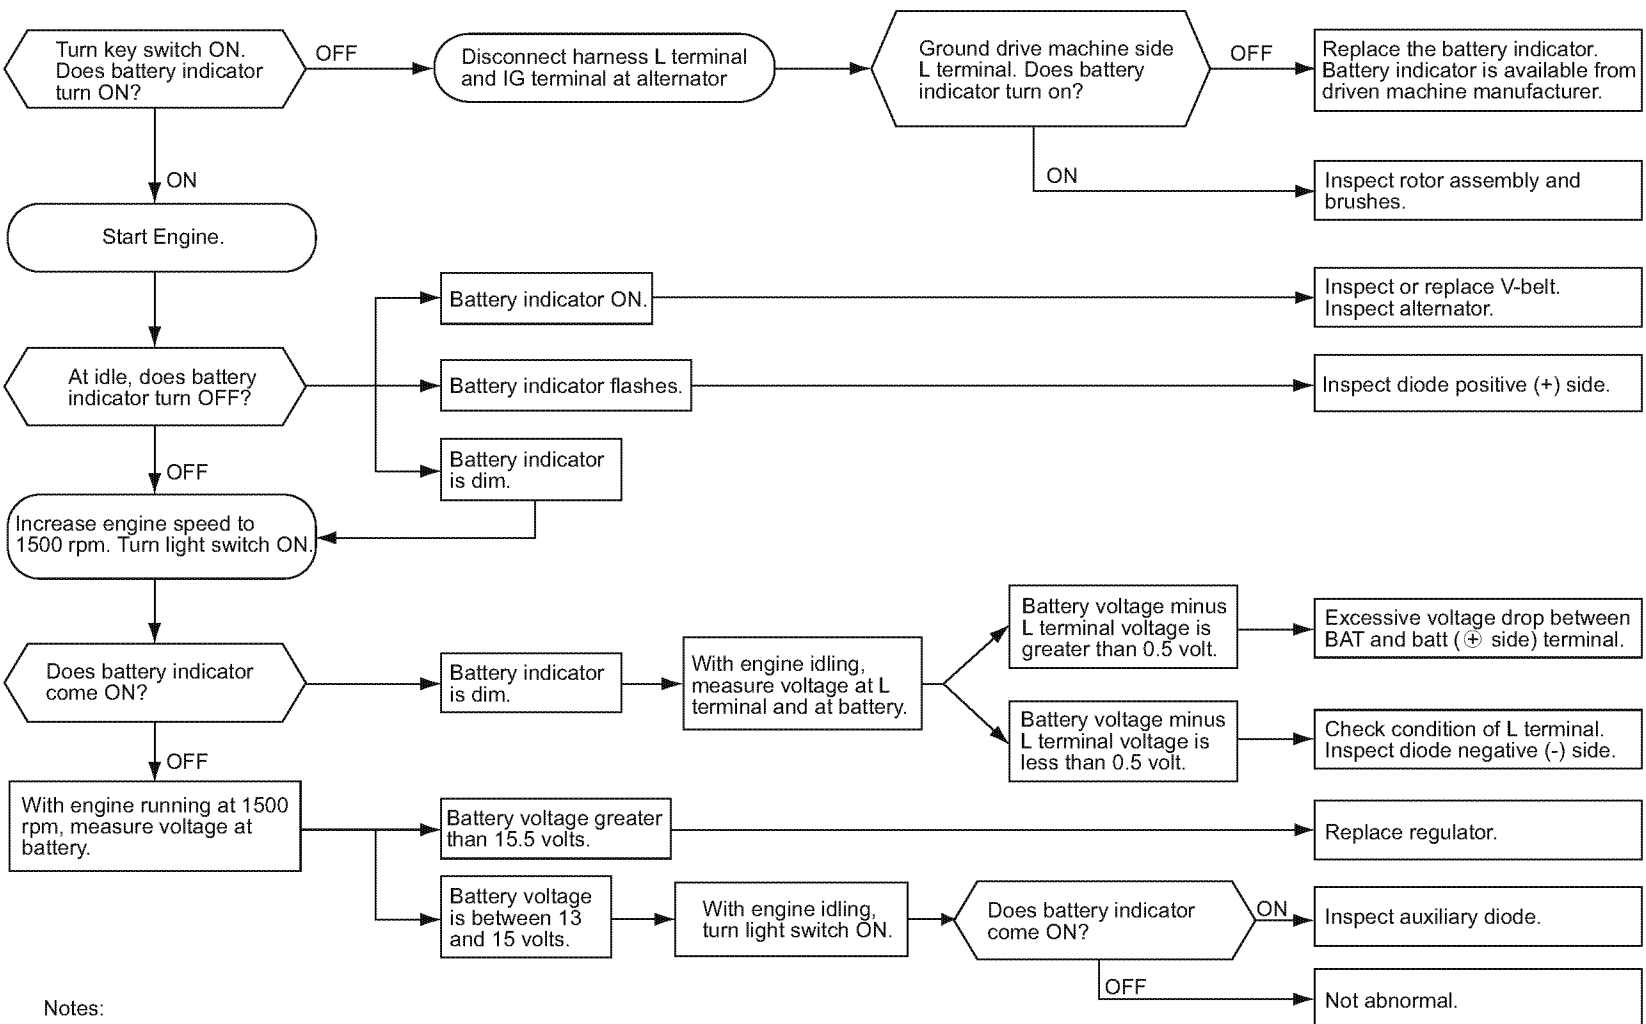 Turn key switch ON.
Does battery indicator
turn ON?
OFF
Disconnect harness L terminal
and IG terminal at alternator
Ground drive machine side
L terminal. Does battery
indicator turn on?
OFF
Replace the battery indicator.
Battery indicator is available from
driven machine manufacturer.
ON
Inspect rotor assembly and
brushes.
ON
Start Engine.
At idle, does battery
indicator turn OFF?
Battery indicator ON.
Inspect or replace V-belt.
Inspect alternator.
Battery indicator flashes.
Inspect diode positive (+) side.
Battery indicator
is dim.
OFF
Increase engine speed to
1500 rpm. Turn light switch ON.
Does battery indicator
come ON?
Battery indicator
is dim.
With engine idling,
measure voltage at L
terminal and at battery.
Battery voltage minus
L terminal voltage is
greater than 0.5 volt.
Excessive voltage drop between
BAT and batt (⊕ side) terminal.
Battery voltage minus
L terminal voltage is
less than 0.5 volt.
Check condition of L terminal.
Inspect diode negative (-) side.
OFF
With engine running at 1500
rpm, measure voltage at
battery.
Battery voltage greater
than 15.5 volts.
Replace regulator.
Battery voltage
is between 13
and 15 volts.
With engine idling,
turn light switch ON.
Does battery indicator
come ON?
ON
Inspect auxiliary diode.
OFF
Not abnormal.
Notes: